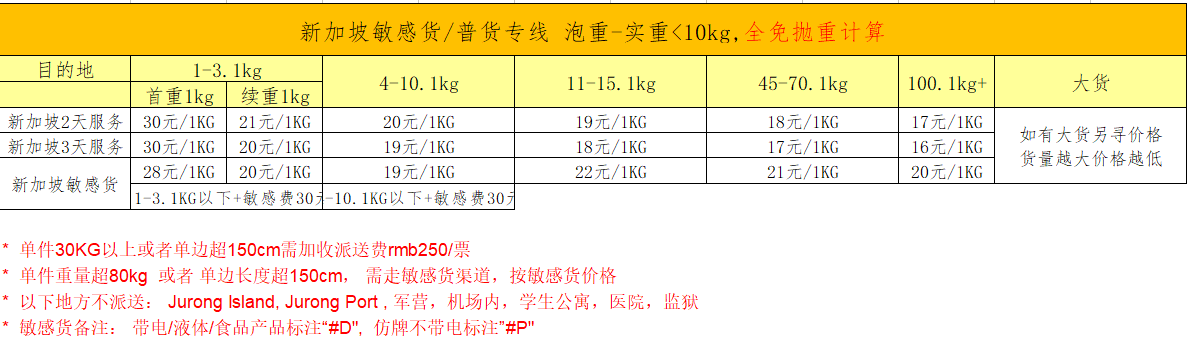 新加坡敏感货/普货专线 泡重-实重<10kg,全免抛重计算
目的地 1-3.1kg 4-10.1kg 11-15.1kg 45-70.1kg 100.1kg+ 大货
首重1kg 续重1kg
新加坡2天服务 30元/1KG 21元/1KG 20元/1KG 19元/1KG 18元/1KG 17元/1KG
新加坡3天服务 30元/1KG 20元/1KG 19元/1KG 18元/1KG 17元/1KG 16元/1KG
如有大货另寻价格
货量越大价格越低
新加坡敏感货 28元/1KG 20元/1KG 19元/1KG 22元/1KG 21元/1KG 20元/1KG
1-3.1KG以下+敏感费30元 -10.1KG以下+敏感费30元
* 单件30KG以上或者单边超150cm需加收派送费rmb250/票
* 单件重量超80kg 或者 单边长度超150cm， 需走敏感货渠道，按敏感货价格
* 以下地方不派送： Jurong Island, Jurong Port , 军营，机场内，学生公寓，医院，监狱
* 敏感货备注： 带电/液体/食品产品标注“#D", 仿牌不带电标注”#P"